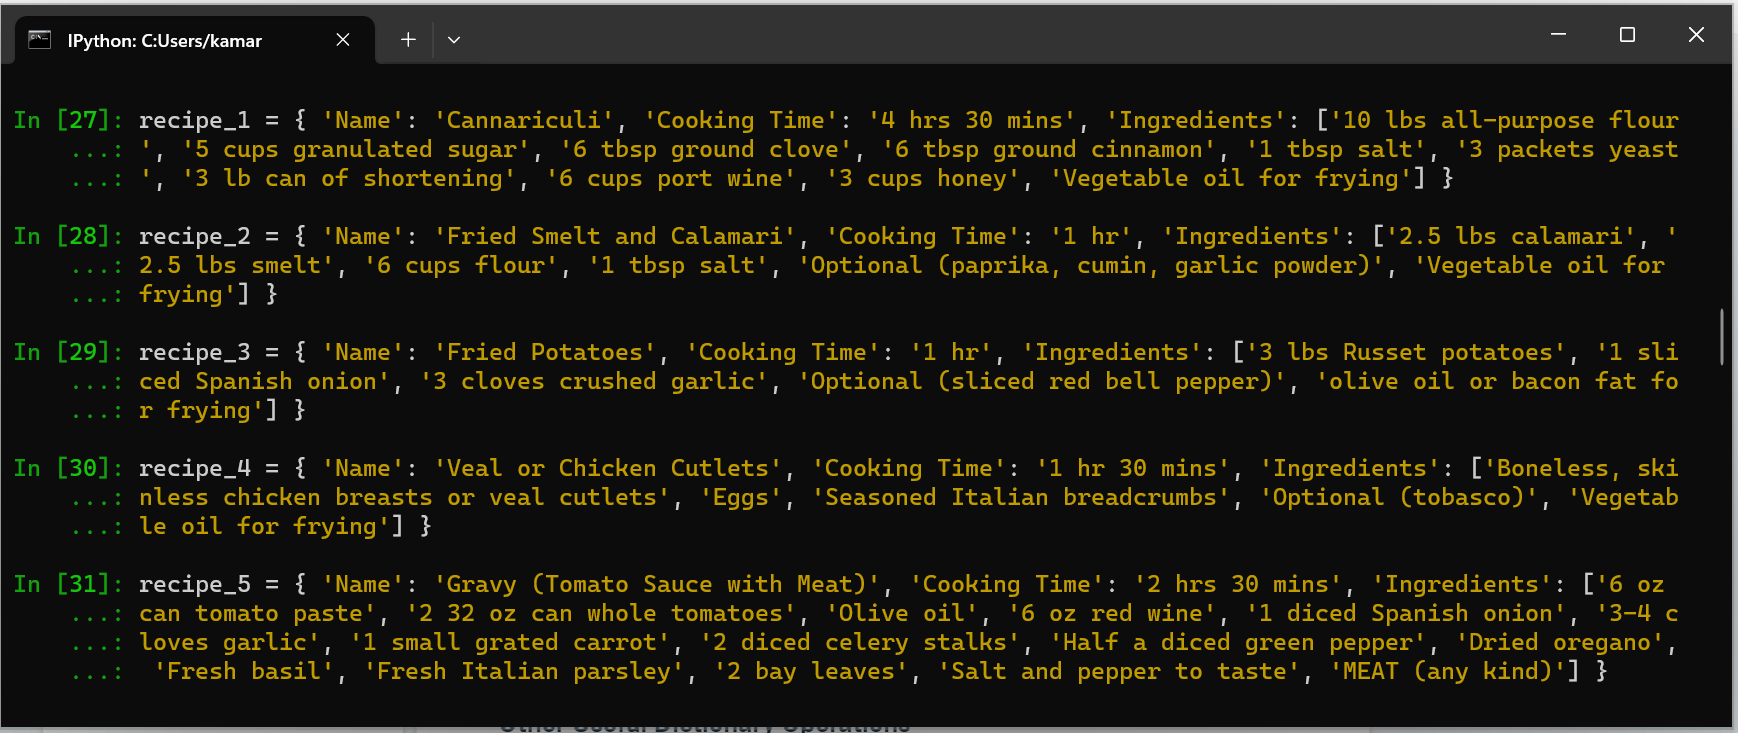 IPython: C:Users/kamar
In [27]: recipe_1 = { 'Name': 'Cannariculi', 'Cooking Time': '4 hrs 30 mins', 'Ingredients': ['10 lbs all-purpose flour
...: ', '5 cups granulated sugar', '6 tbsp ground clove', '6 tbsp ground cinnamon', '1 tbsp salt', '3 packets yeast
...: ', '3 lb can of shortening', '6 cups port wine', '3 cups honey', 'Vegetable oil for frying'] }
In [28]: recipe_2 = { 'Name': 'Fried Smelt and Calamari', 'Cooking Time': '1 hr', 'Ingredients': ['2.5 lbs calamari', '
...: 2.5 lbs smelt', '6 cups flour', '1 tbsp salt', 'Optional (paprika, cumin, garlic powder)', 'Vegetable oil for
...: frying'] }
In [29]: recipe_3 = { 'Name': 'Fried Potatoes', 'Cooking Time': '1 hr', 'Ingredients': ['3 lbs Russet potatoes', '1 sli
...: ced Spanish onion', '3 cloves crushed garlic', 'Optional (sliced red bell pepper)', 'olive oil or bacon fat fo
...: r frying'] }
In [30]: recipe_4 = { 'Name': 'Veal or Chicken Cutlets', 'Cooking Time': '1 hr 30 mins', 'Ingredients': ['Boneless, ski
...: nless chicken breasts or veal cutlets', 'Eggs', 'Seasoned Italian breadcrumbs', 'Optional (tobasco)', 'Vegetab
...: le oil for frying'] }
In [31]: recipe_5 = { 'Name': 'Gravy (Tomato Sauce with Meat)', 'Cooking Time': '2 hrs 30 mins', 'Ingredients': ['6 oz
...: can tomato paste', '2 32 oz can whole tomatoes', 'Olive oil', '6 oz red wine', '1 diced Spanish onion', '3-4 c
...: loves garlic', '1 small grated carrot', '2 diced celery stalks', 'Half a diced green pepper', 'Dried oregano',
...: 'Fresh basil', 'Fresh Italian parsley', '2 bay leaves', 'Salt and pepper to taste', 'MEAT (any kind)'] }
Other Useful Dictionary Operations